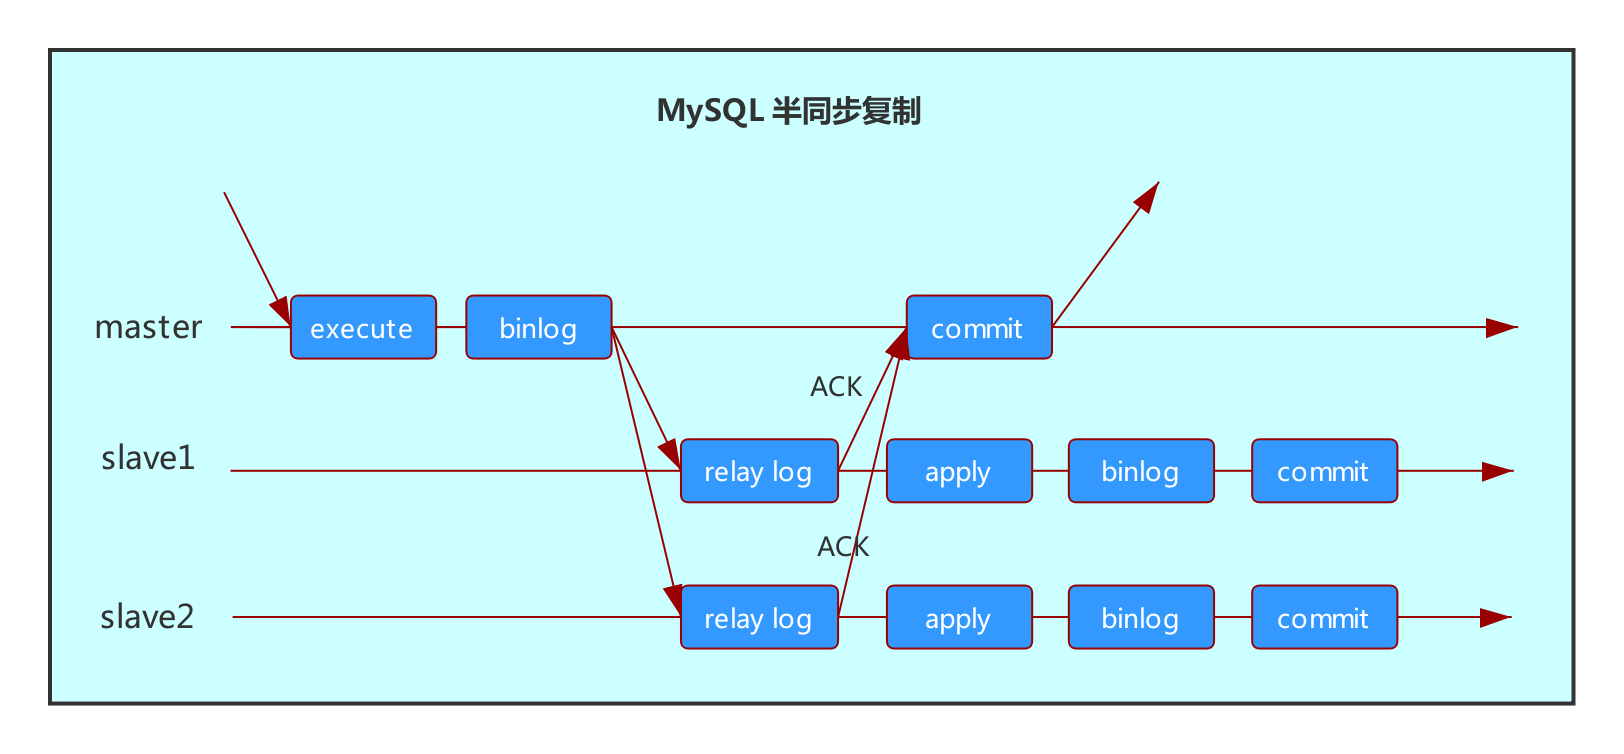 MySQL 半同步复制
master
execute
binlog
commit
ACK
slave1
relay log
apply
binlog
commit
ACK
slave2
relay log
apply
binlog
commit